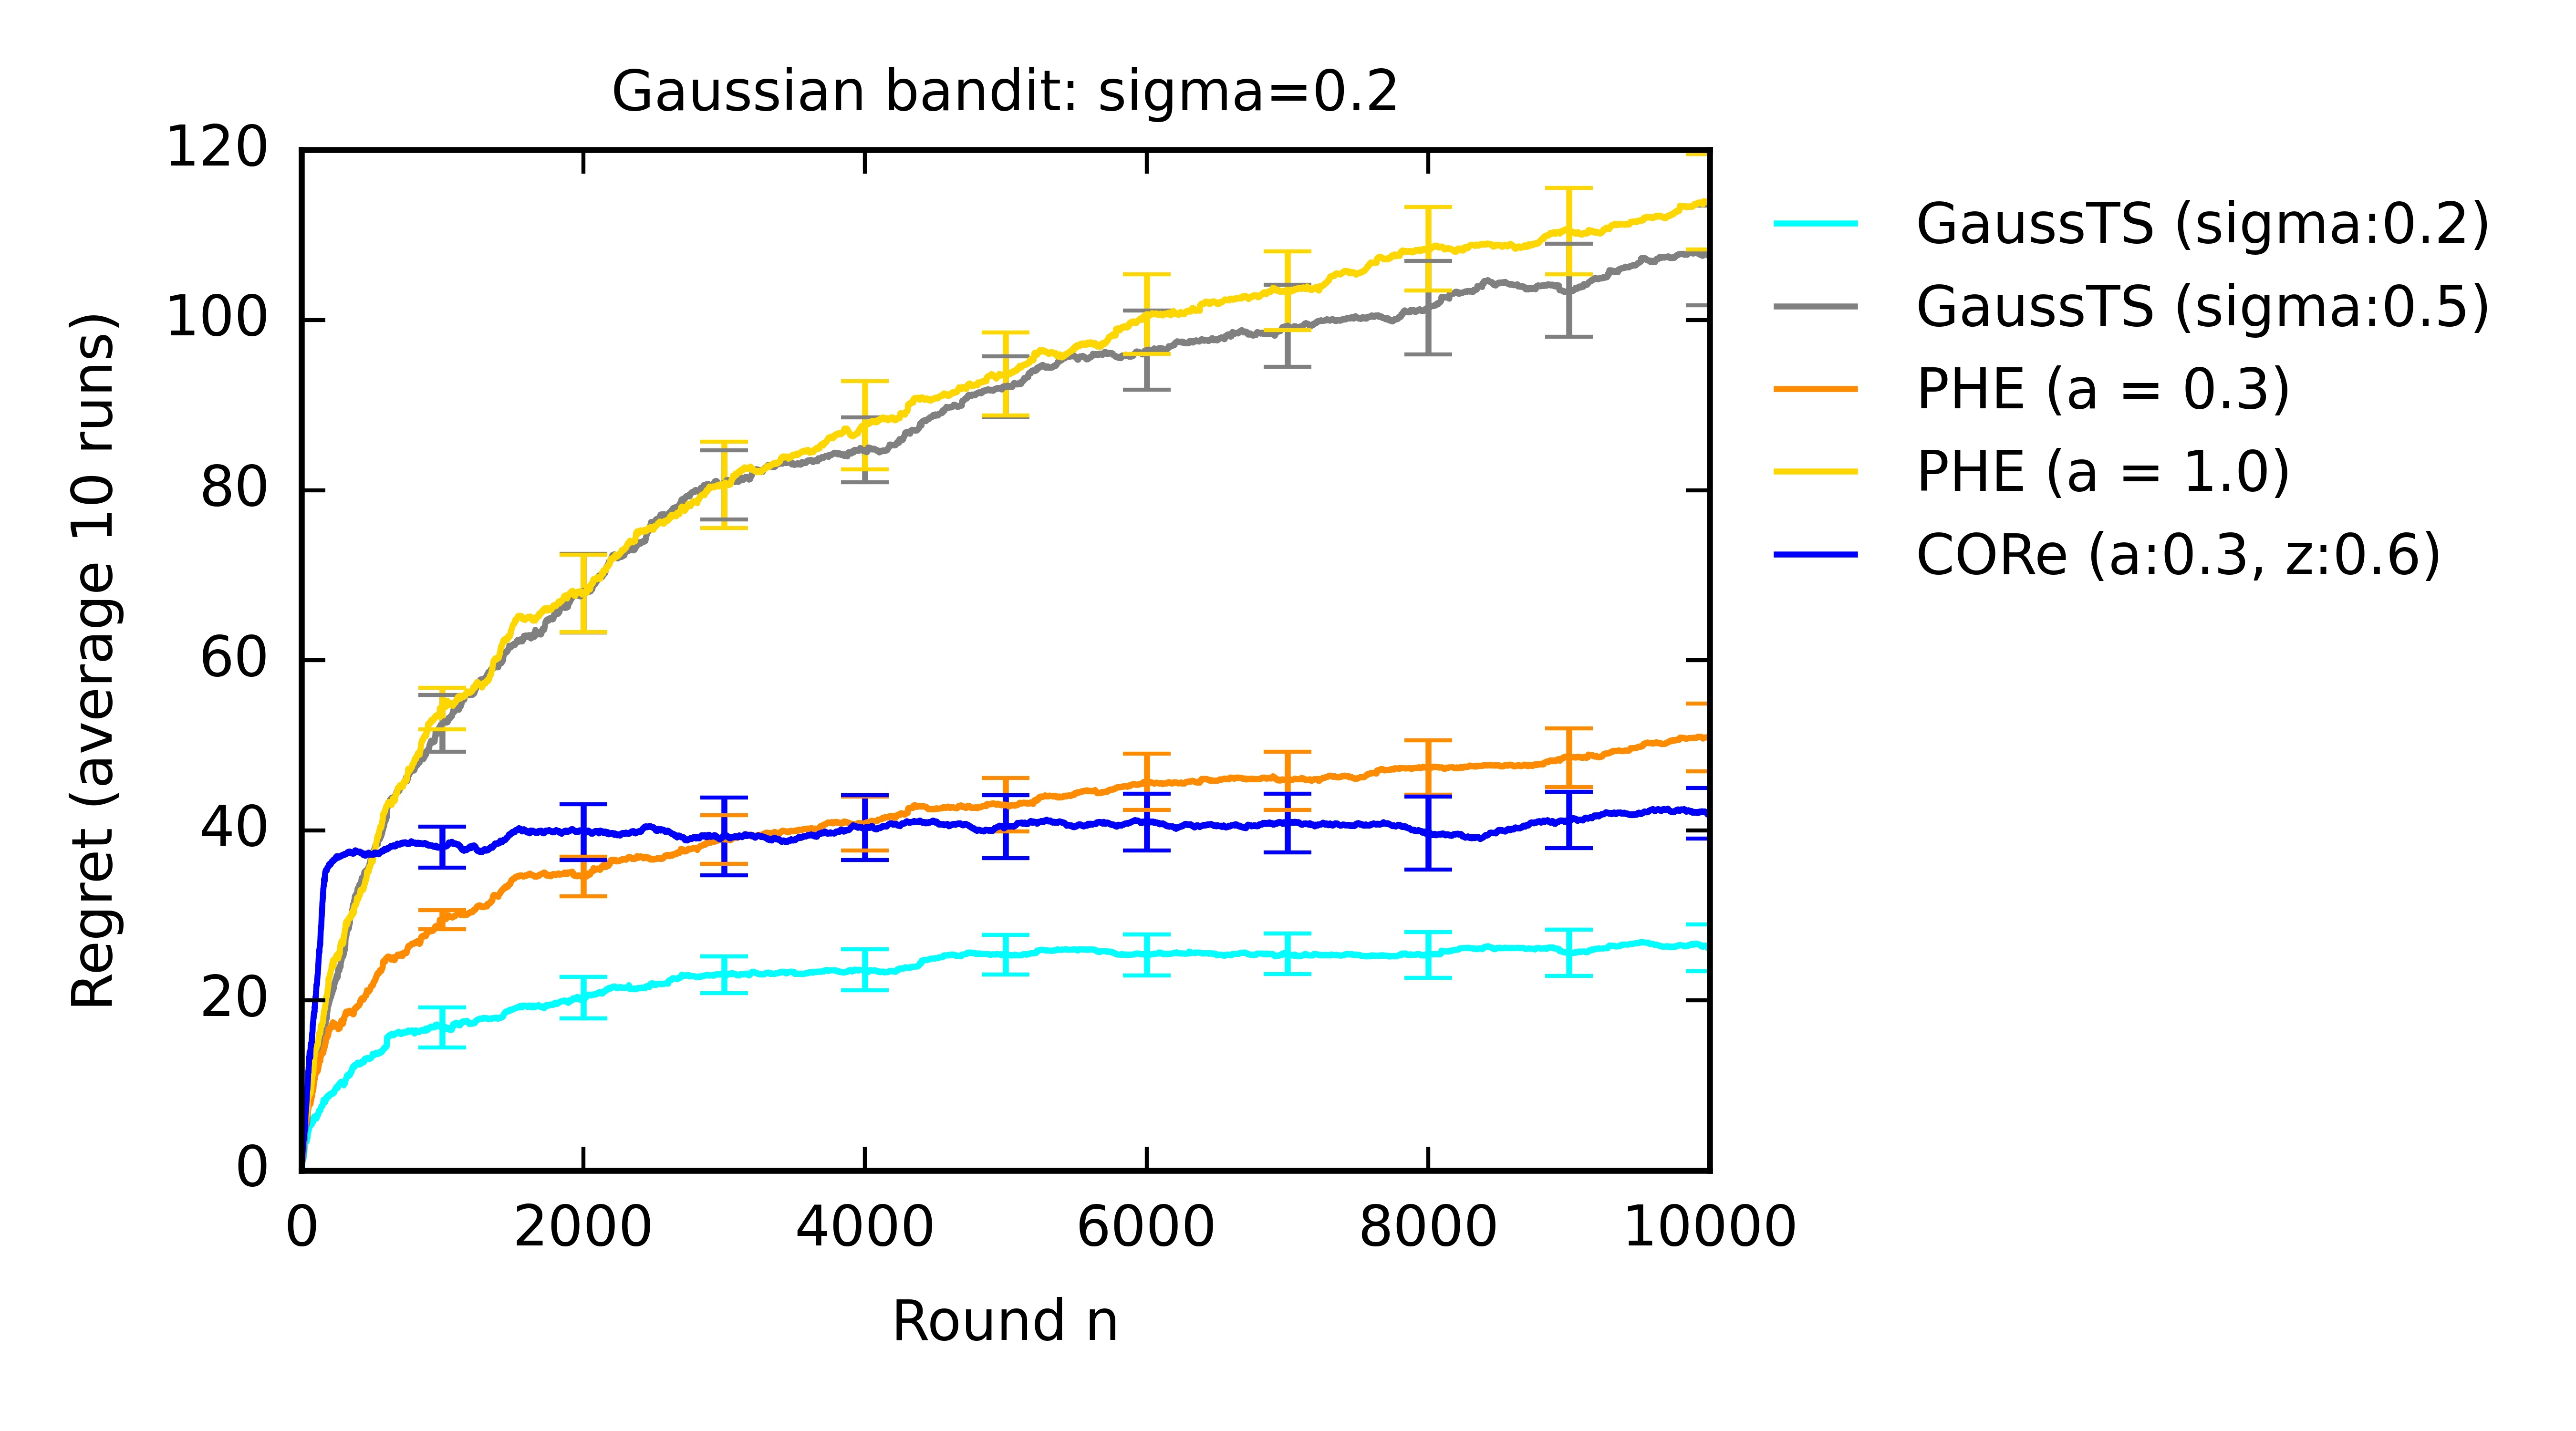 Gaussian bandit: sigma=0.2
Regret (average 10 runs)
120
100
80
60
40
20
0
0 2000 4000 6000 8000 10000
Round n
GaussTS (sigma:0.2)
GaussTS (sigma:0.5)
PHE (a = 0.3)
PHE (a = 1.0)
CORe (a:0.3, z:0.6)